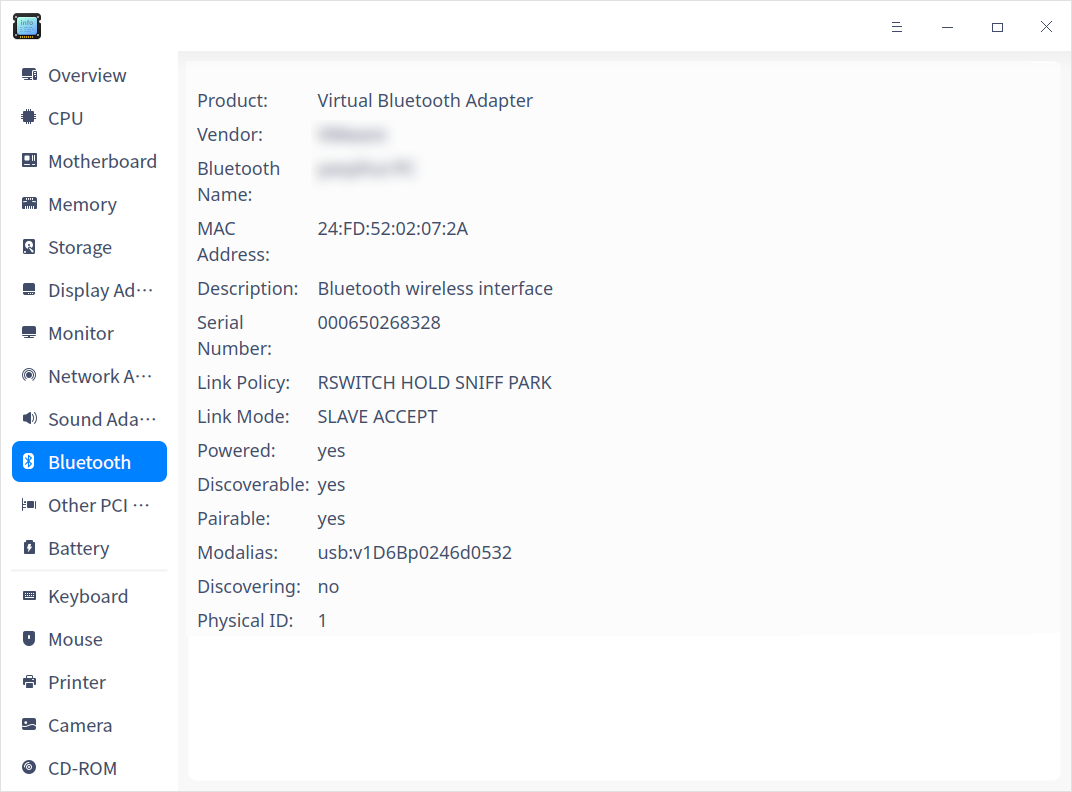 info
Overview
CPU
Motherboard
Memory
Storage
Display Ad···
Monitor
Network A···
Sound Ada···
Bluetooth
Other PCI ···
Battery
Keyboard
Mouse
Printer
Camera
CD-ROM
Product: Virtual Bluetooth Adapter
Vendor:
Bluetooth
Name:
MAC 24:FD:52:02:07:2A
Address:
Description: Bluetooth wireless interface
Serial 000650268328
Number:
Link Policy: RSWITCH HOLD SNIFF PARK
Link Mode: SLAVE ACCEPT
Powered: yes
Discoverable: yes
Pairable: yes
Modalias: usb:v1D6Bp0246d0532
Discovering: no
Physical ID: 1